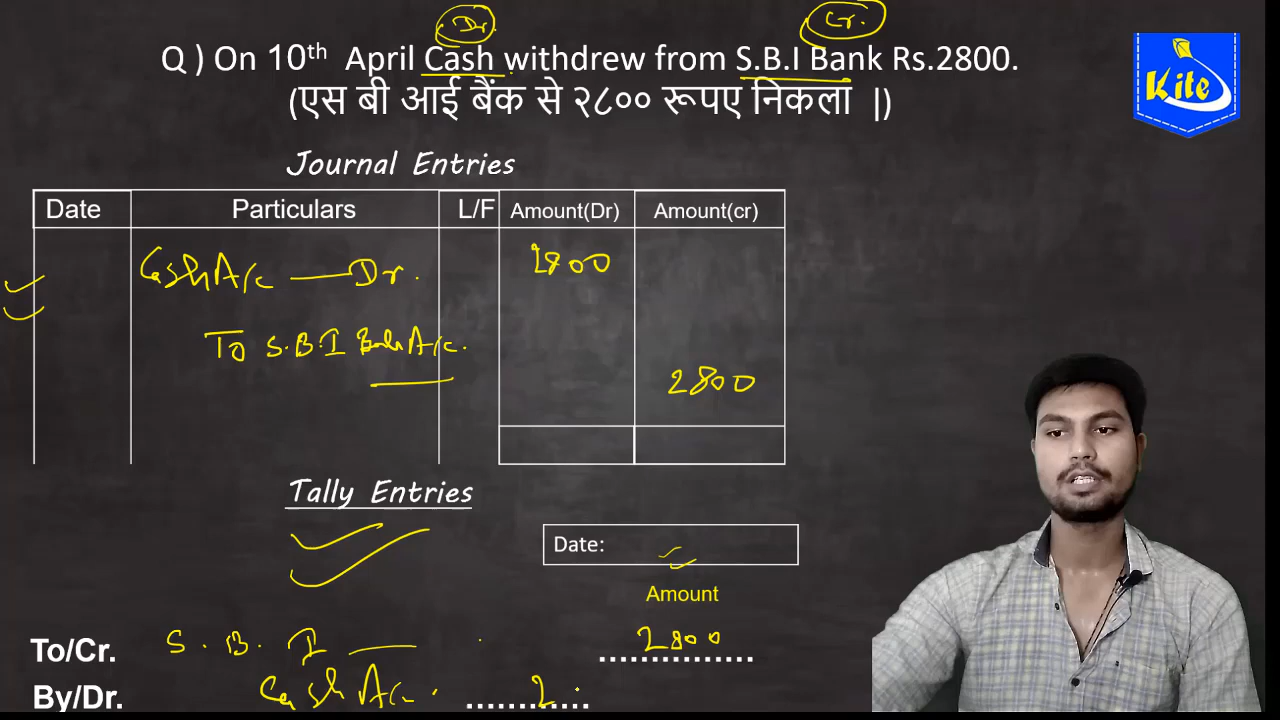 Dr. Cr.
Q ) On 10th April Cash withdrew from S.B.I Bank Rs.2800.
(एस बी आई बैंक से २८०० रूपए निकला |)
Kite
Journal Entries
Date Particulars L/F Amount(Dr) Amount(cr)
Cash A/c — Dr. 2800
To S.B.I Bank A/c.
2800
Tally Entries
Date:
Amount
To/Cr. S. B. I — 2800
By/Dr. Cash A/c. ............ 2